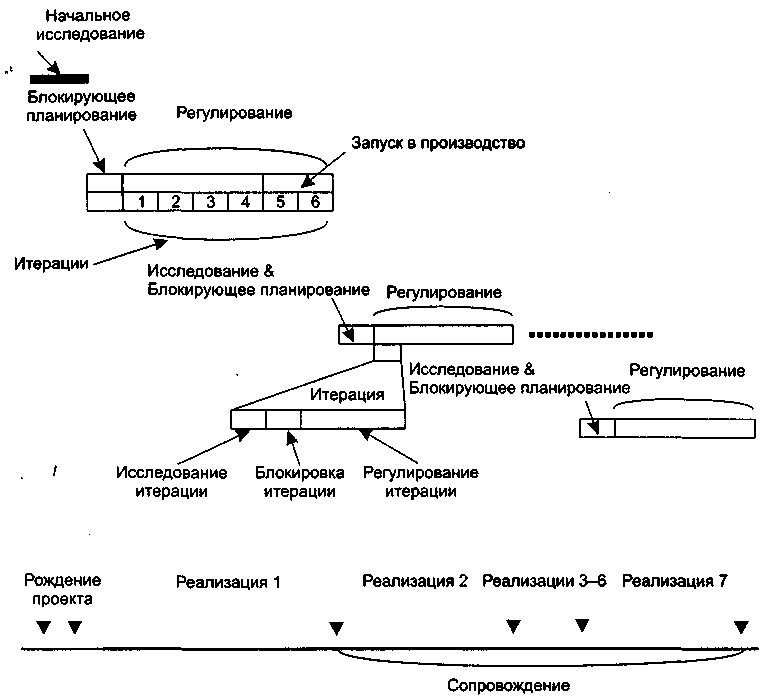 Начальное
исследование
Блокирующее
планирование
Регулирование
Запуск в производство
1 2 3 4 5 6
Итерации
Исследование &
Блокирующее планирование
Регулирование
Исследование &
Блокирующее планирование
Регулирование
Итерация
Исследование
итерации
Блокировка
итерации
Регулирование
итерации
Рождение
проекта
Реализация 1
Реализация 2
Реализации 3–6
Реализация 7
Сопровождение